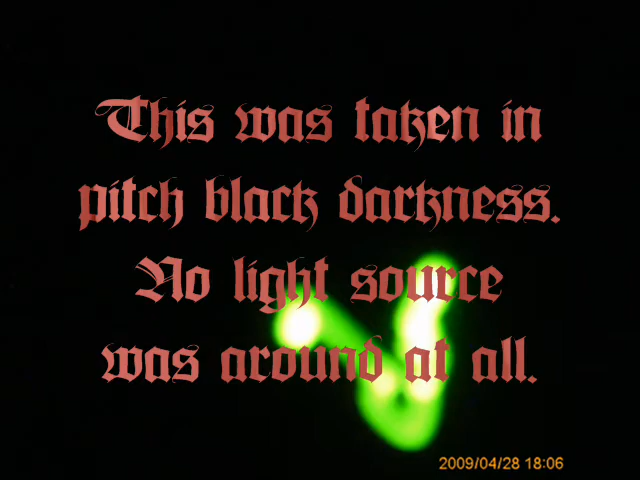 This was taken in
pitch black darkness.
No light source
was around at all.
2009/04/28 18:06